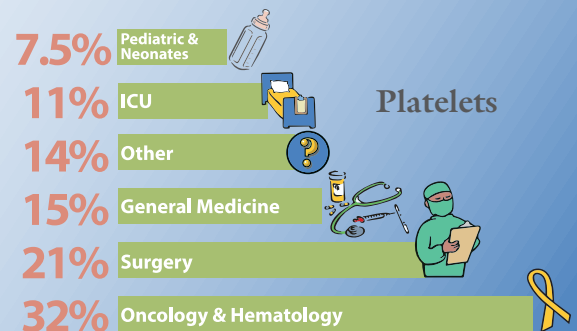 7.5% Pediatric &
Neonates
11% ICU
Platelets
14% Other
?
15% General Medicine
21% Surgery
32% Oncology & Hematology